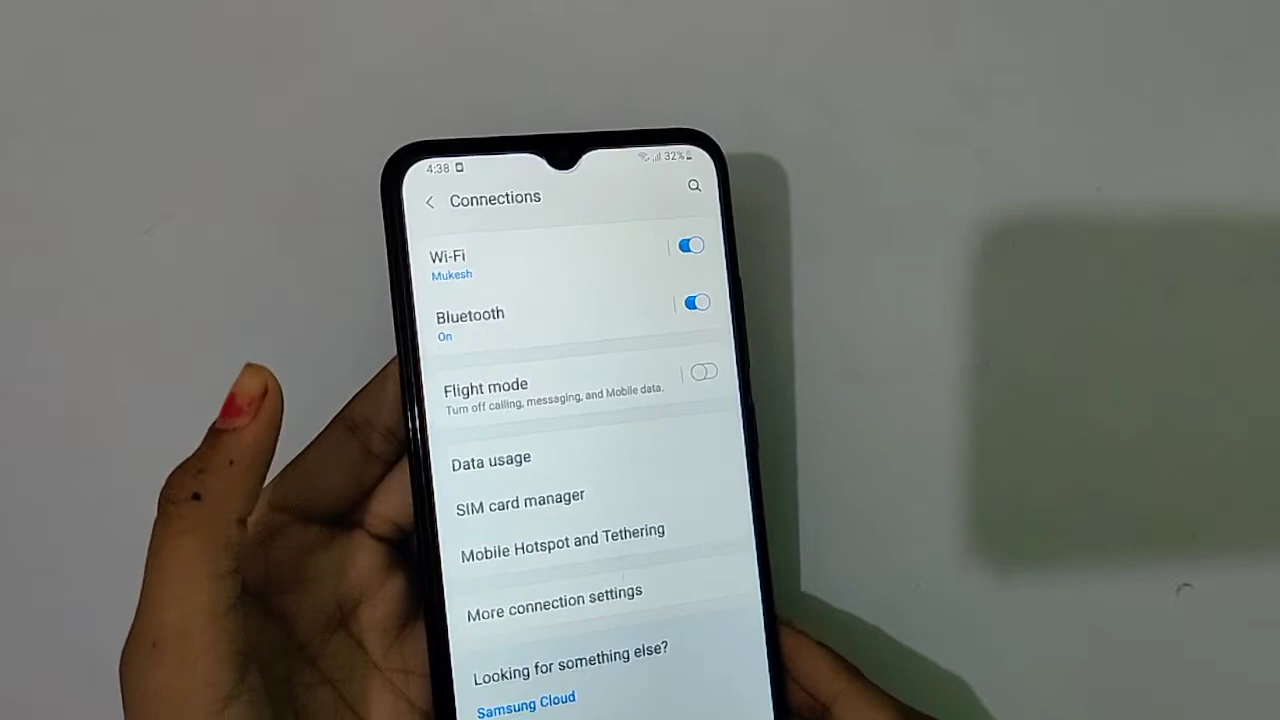 4:38 32%
Connections
Wi-Fi
Mukesh
Bluetooth
On
Flight mode
Turn off calling, messaging, and Mobile data.
Data usage
SIM card manager
Mobile Hotspot and Tethering
More connection settings
Looking for something else?
Samsung Cloud